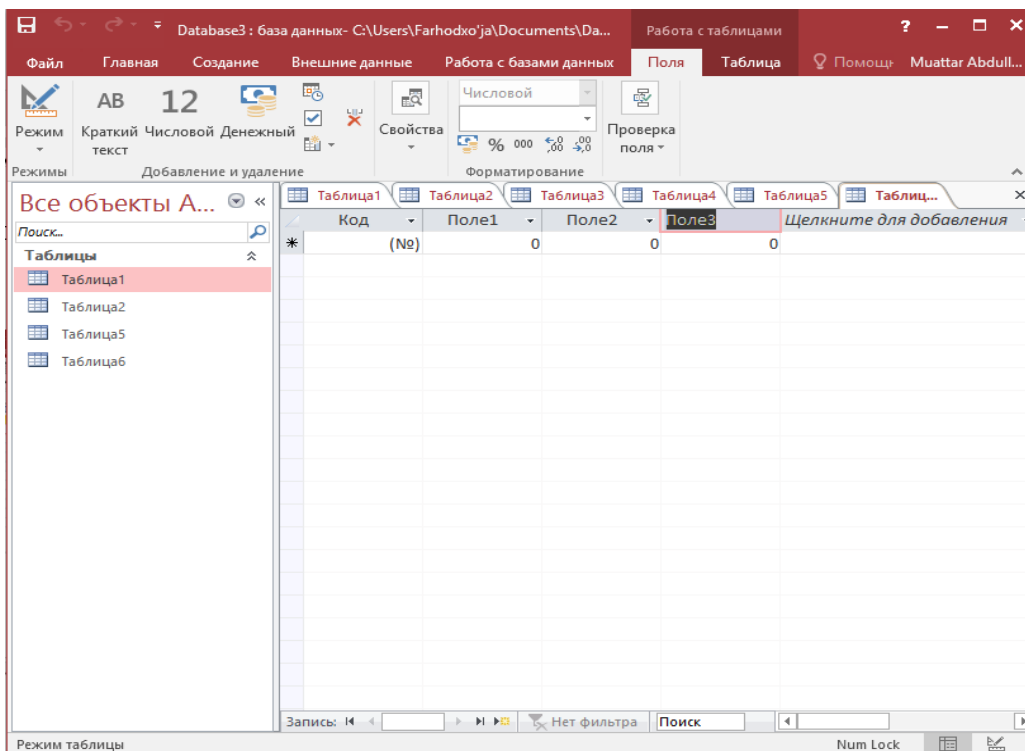 Database3 : база данных- C:\Users\Farhodxo'ja\Documents\Da...
Работа с таблицами
?
Файл Главная Создание Внешние данные Работа с базами данных Поля Таблица Помощн Muattar Abdull...
Режим
AB
Краткий текст
12
Числовой
Денежный
Свойства
Числовой
% 000 ,00 ,0
Проверка поля
Режимы
Добавление и удаление
Форматирование
Все объекты A... «
Поиск...
Таблицы
Таблица1
Таблица2
Таблица5
Таблица6
Таблица1 Таблица2 Таблица3 Таблица4 Таблица5 Таблиц...
Код Поле1 Поле2 Поле3 Щелкните для добавления
* (№) 0 0 0
Запись: Нет фильтра Поиск
Режим таблицы
Num Lock